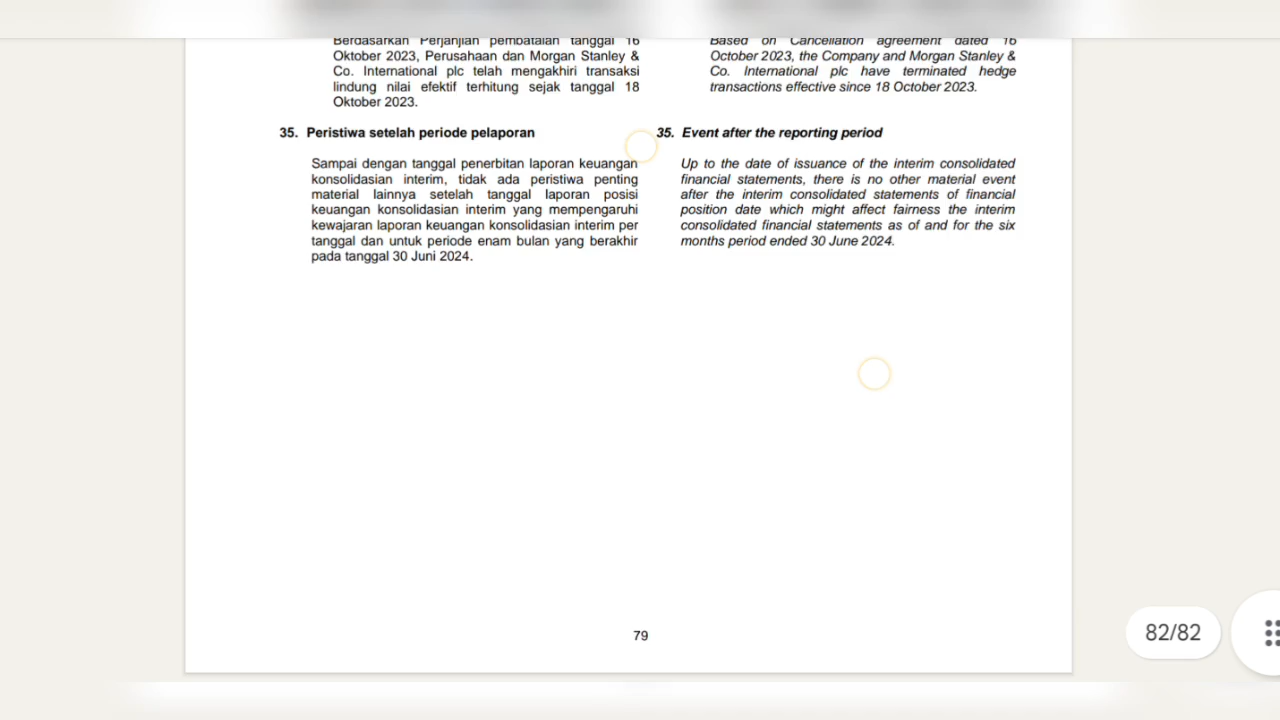 Berdasarkan Perjanjian pembatalan tanggal 16
Oktober 2023, Perusahaan dan Morgan Stanley &
Co. International plc telah mengakhiri transaksi
lindung nilai efektif terhitung sejak tanggal 18
Oktober 2023.
35. Peristiwa setelah periode pelaporan
Sampai dengan tanggal penerbitan laporan keuangan
konsolidasian interim, tidak ada peristiwa penting
material lainnya setelah tanggal laporan posisi
keuangan konsolidasian interim yang mempengaruhi
kewajaran laporan keuangan konsolidasian interim per
tanggal dan untuk periode enam bulan yang berakhir
pada tanggal 30 Juni 2024.
Based on Cancellation agreement dated 16
October 2023, the Company and Morgan Stanley &
Co. International plc have terminated hedge
transactions effective since 18 October 2023.
35. Event after the reporting period
Up to the date of issuance of the interim consolidated
financial statements, there is no other material event
after the interim consolidated statements of financial
position date which might affect fairness the interim
consolidated financial statements as of and for the six
months period ended 30 June 2024.
79
82/82